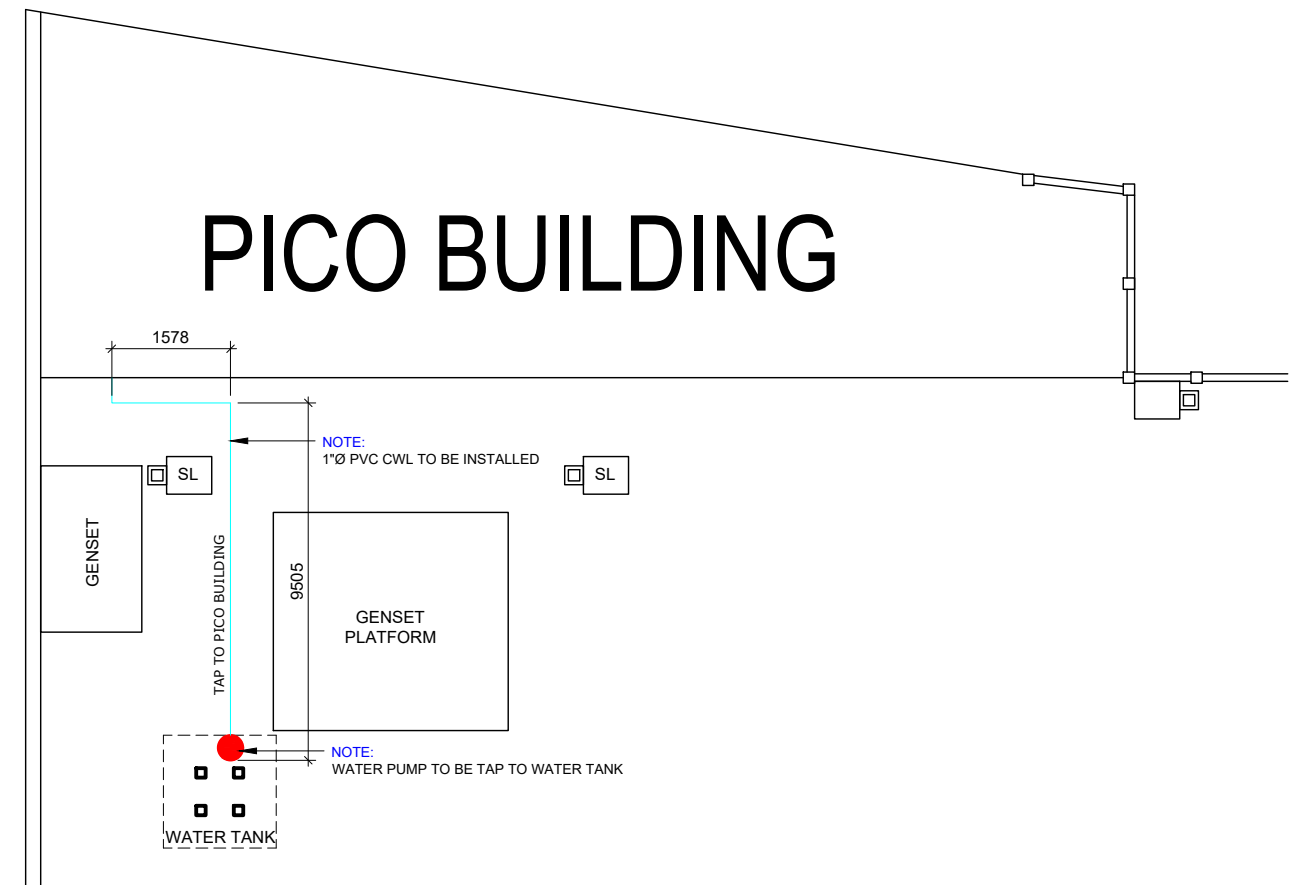 PICO BUILDING
1578
NOTE:
1"Ø PVC CWL TO BE INSTALLED
SL
SL
GENSET
TAP TO PICO BUILDING
9505
GENSET
PLATFORM
NOTE:
WATER PUMP TO BE TAP TO WATER TANK
WATER TANK